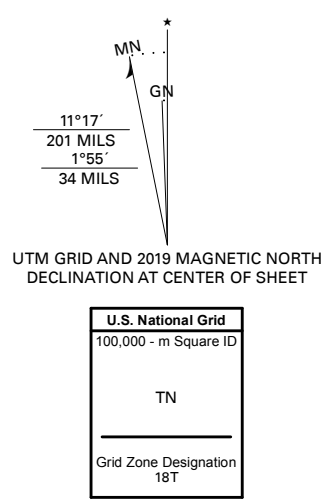 ★
MN
GN
11°17´
201 MILS
1°55´
34 MILS
UTM GRID AND 2019 MAGNETIC NORTH
DECLINATION AT CENTER OF SHEET
U.S. National Grid
100,000 - m Square ID
TN
Grid Zone Designation
18T